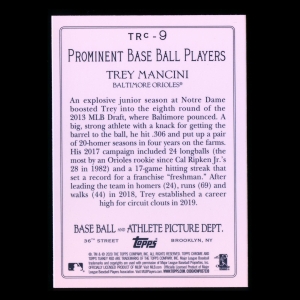 TRC - 9
PROMINENT BASE BALL PLAYERS
TREY MANCINI
BALTIMORE ORIOLES®
An explosive junior season at Notre Dame
boosted Trey into the eighth round of the
2013 MLB Draft, where Baltimore pounced. A
big, strong athlete with a knack for getting the
barrel to the ball, he hit .306 and put up a pair
of 20-homer seasons in four years on the farm.
His 2017 campaign included 24 longballs (the
most by an Orioles rookie since Cal Ripken Jr.'s
28 in 1982) and a 17-game hitting streak that
set a record for a franchise "freshman." After
leading the team in homers (24), runs (69) and
walks (44) in 2018, Trey established a career
high for circuit clouts in 2019.
BASE BALL AND ATHLETE PICTURE DEPT.
36TH STREET Topps BROOKLYN, NY